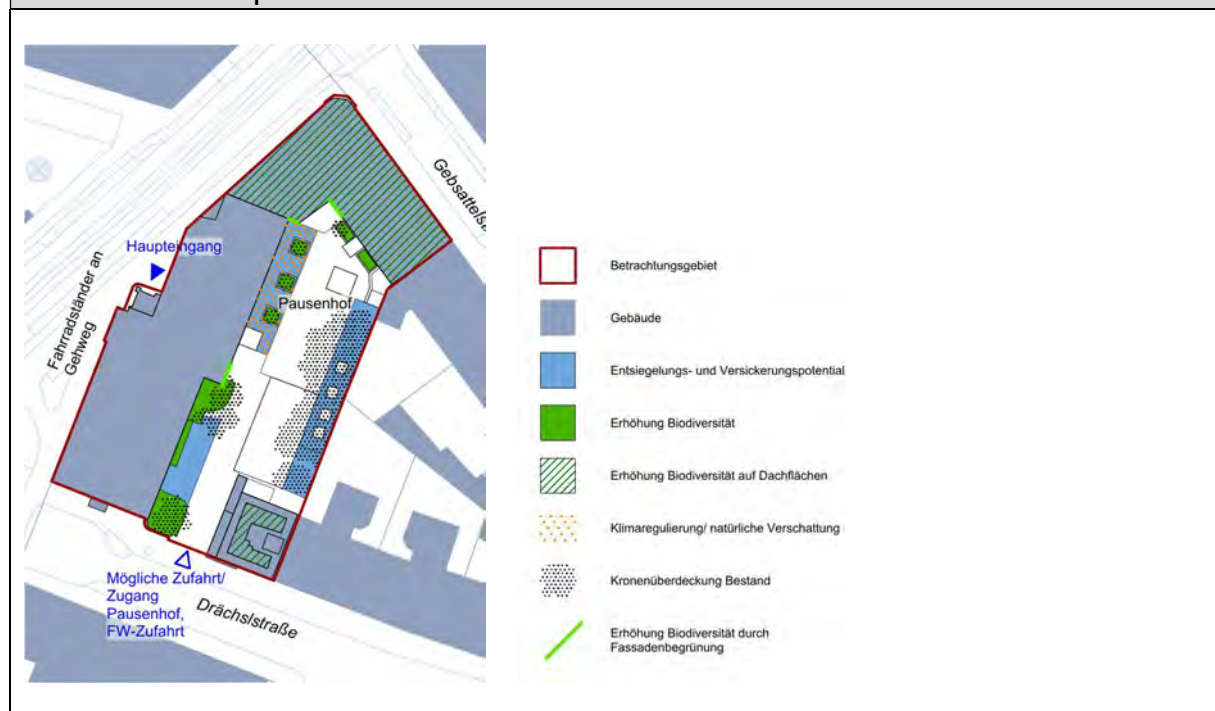 Gebsattelstr
Haupteingang
Fahrradständer an
Gehweg
Pausenhof
Mögliche Zufahrt/
Zugang
Pausenhof,
FW-Zufahrt
Drächslstraße
Betrachtungsgebiet
Gebäude
Entsiegelungs- und Versickerungspotential
Erhöhung Biodiversität
Erhöhung Biodiversität auf Dachflächen
Klimaregulierung/ natürliche Verschattung
Kronenüberdeckung Bestand
Erhöhung Biodiversität durch
Fassadenbegrünung